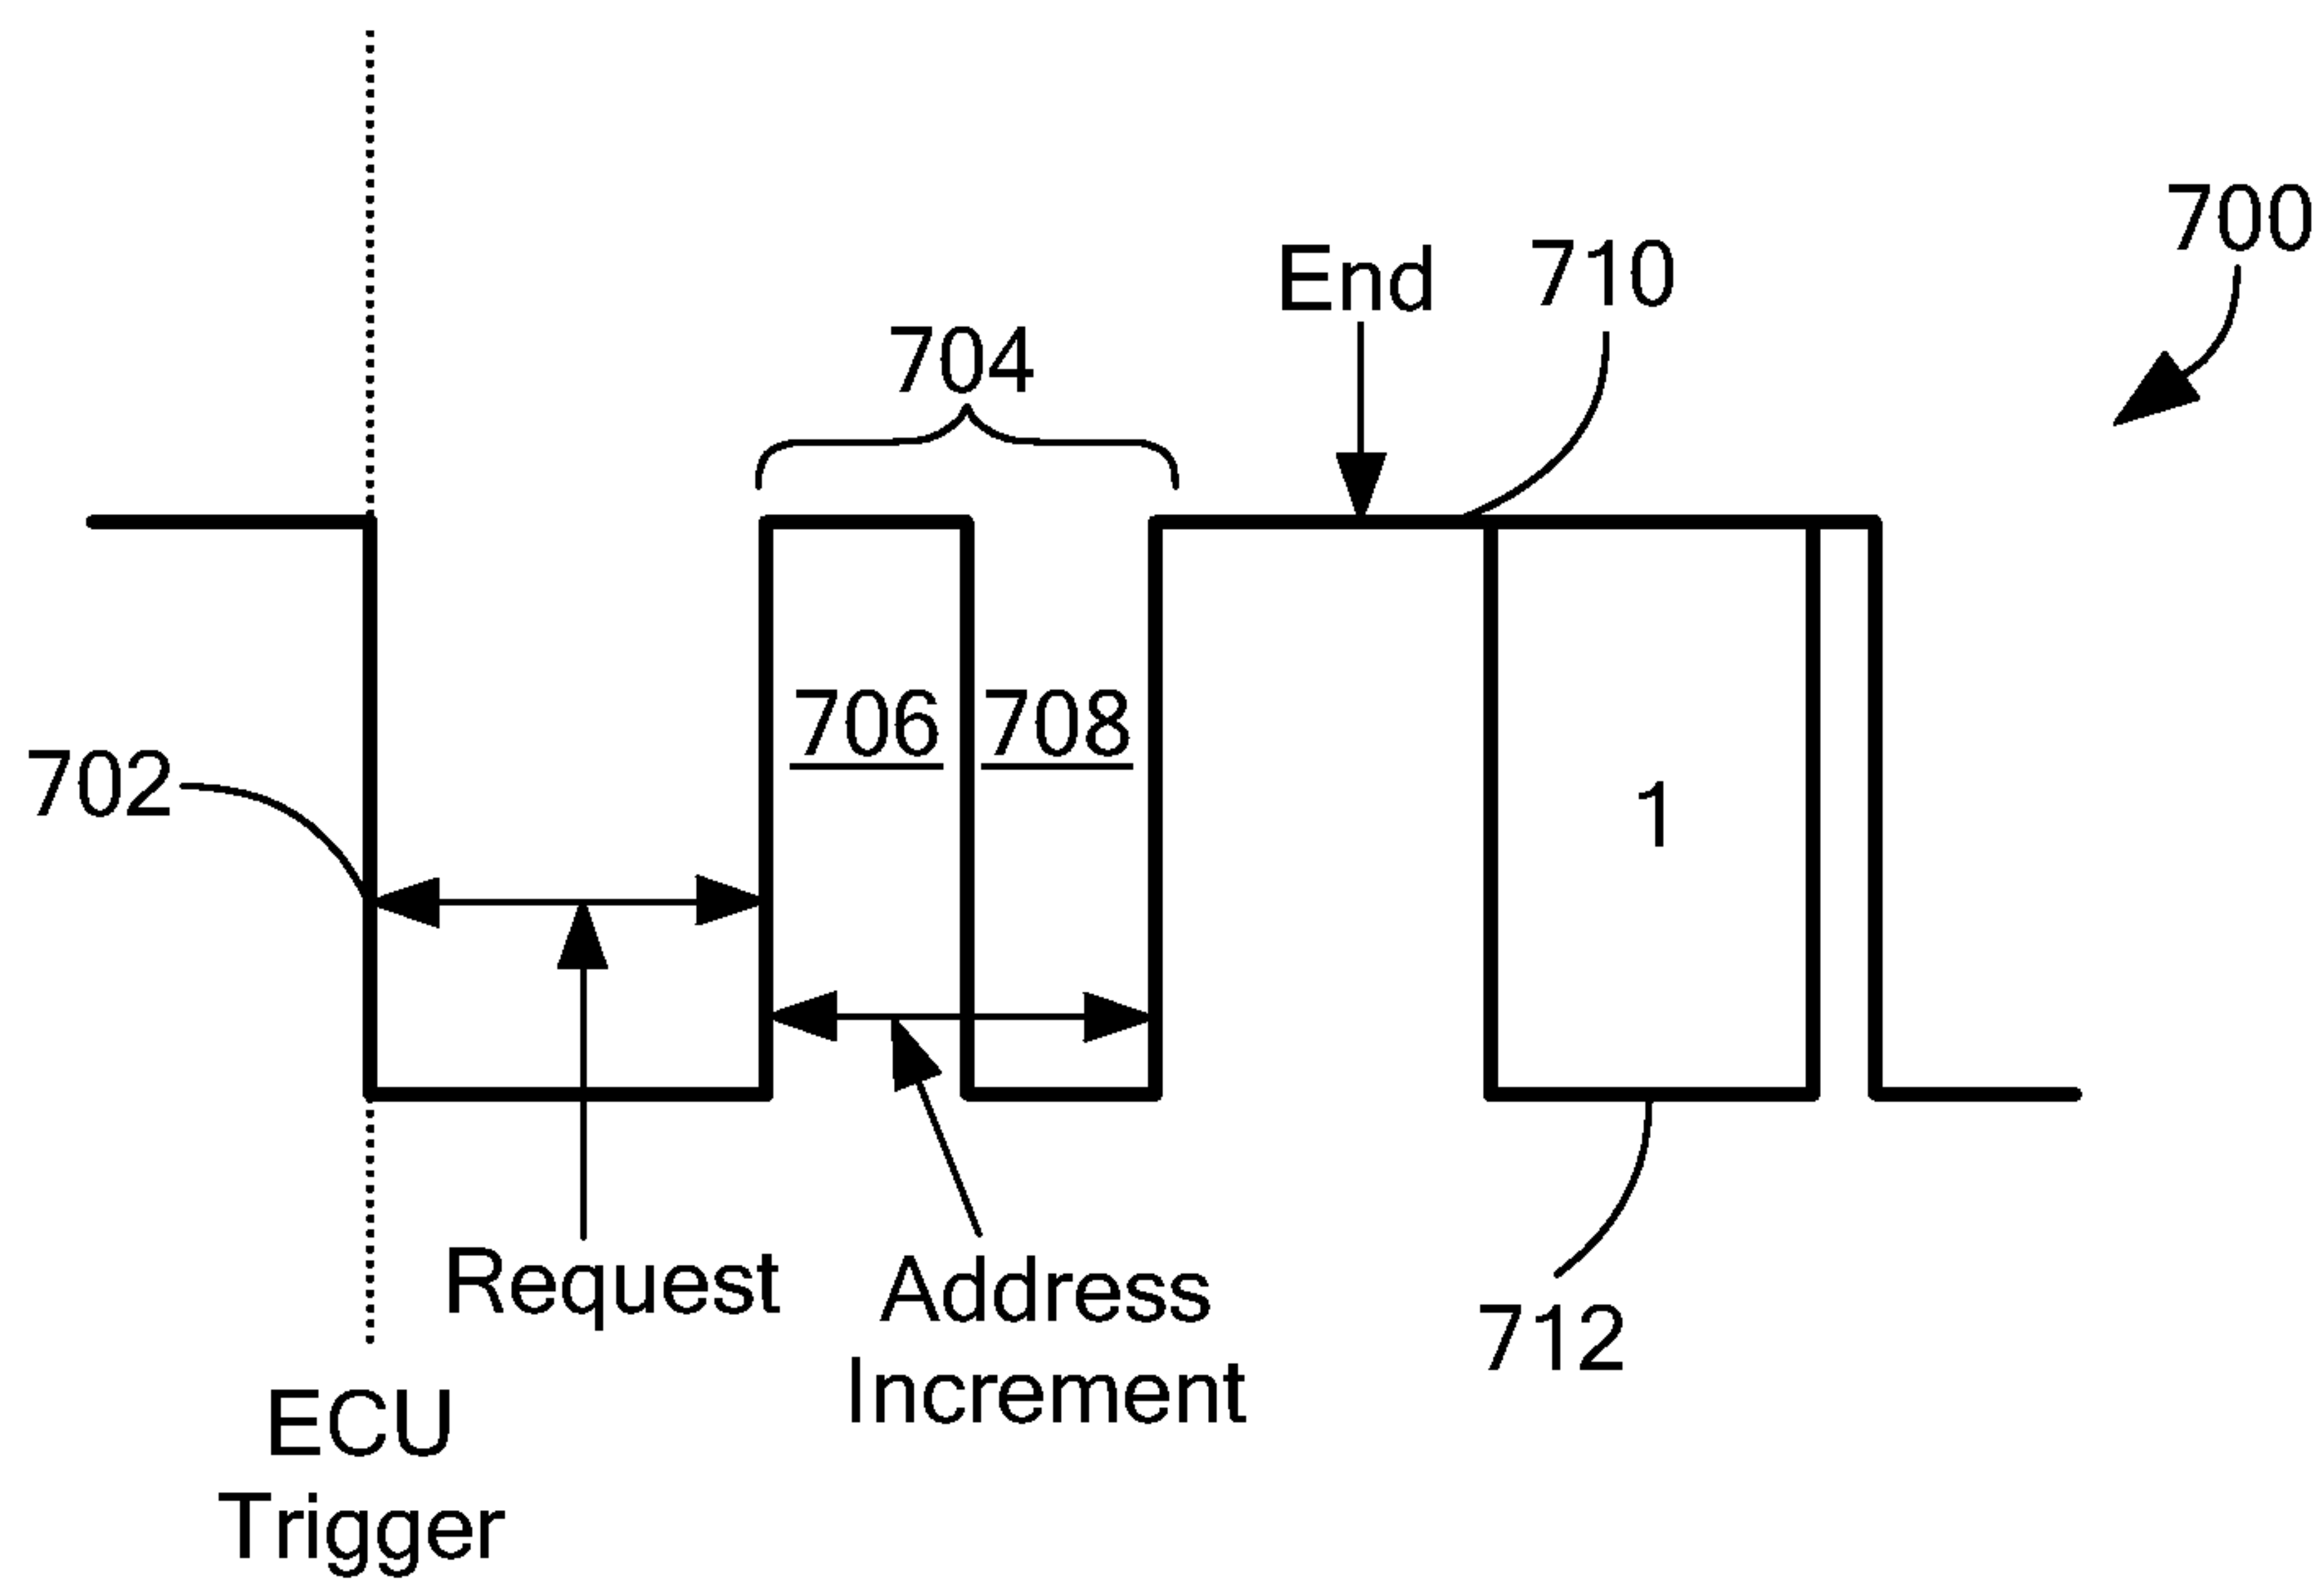 700
End
710
704
706
708
702
1
Request
Address
Increment
712
ECU
Trigger